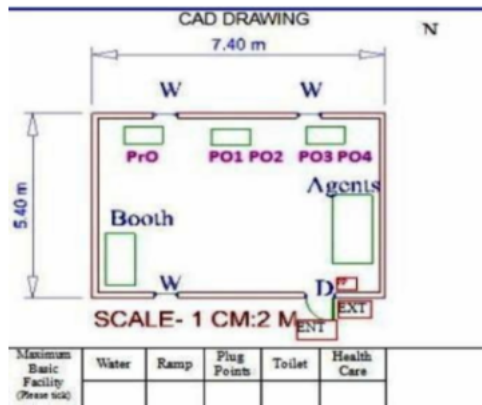 CAD DRAWING
N
7.40 m
W W
PrO PO1 PO2 PO3 PO4
5.40 m
Agents
Booth
W D
SCALE- 1 CM:2 M
ENT EXT
Maximum Basic Facility (Please tick) Water Ramp Plug Points Toilet Health Care